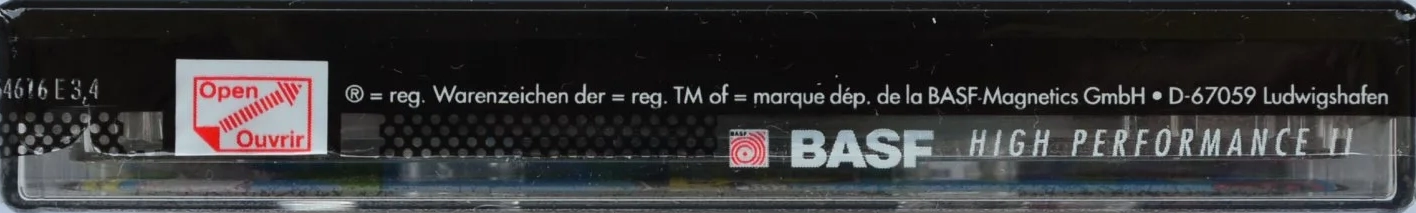 4616 E 3,4
Open
Ouvrir
® = reg. Warenzeichen der = reg. TM of = marque dép. de la BASF-Magnetics GmbH • D-67059 Ludwigshafen
BASF
BASF HIGH PERFORMANCE II